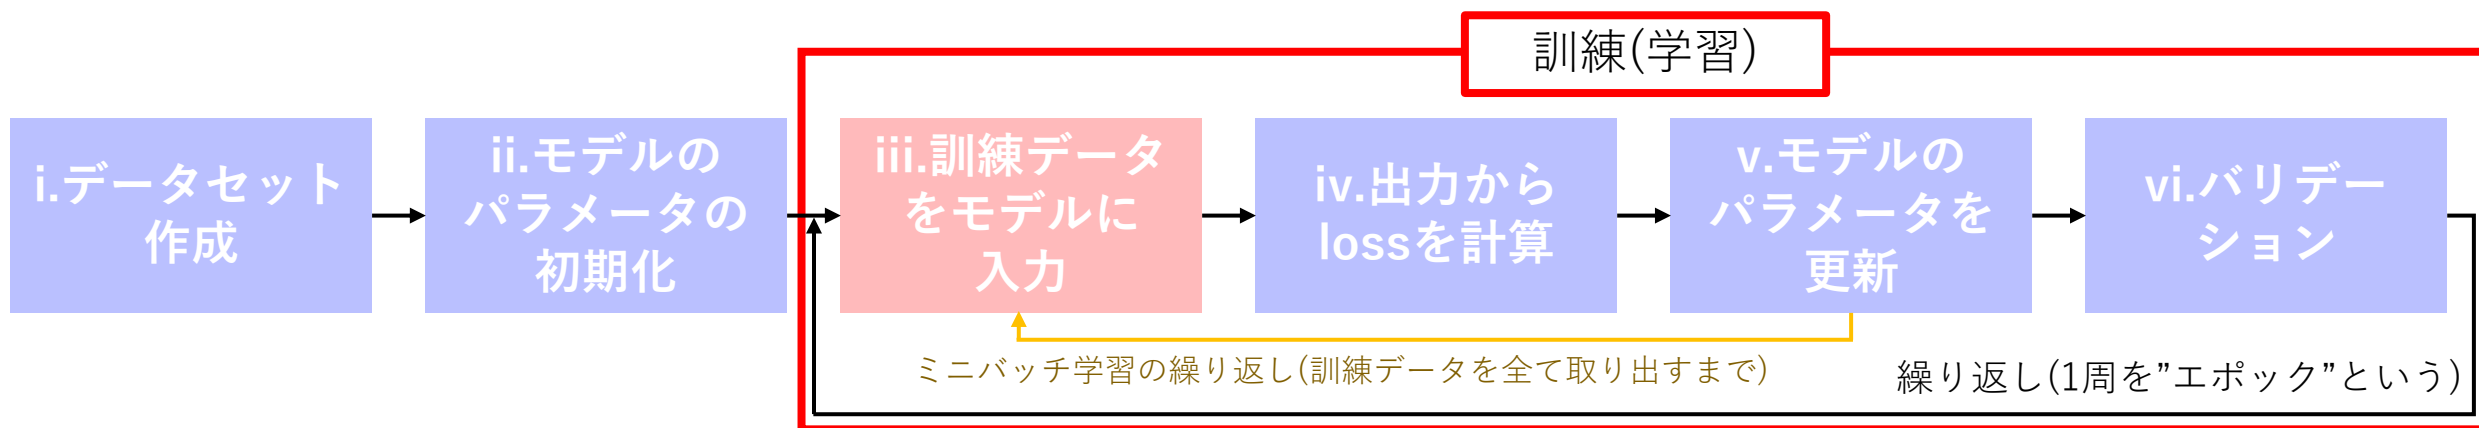 訓練(学習)
i.データセット
作成
ii.モデルの
パラメータの
初期化
iii.訓練データ
をモデルに
入力
iv.出力から
lossを計算
v.モデルの
パラメータを
更新
vi.バリデー
ション
ミニバッチ学習の繰り返し(訓練データを全て取り出すまで)
繰り返し(1周を”エポック”という)